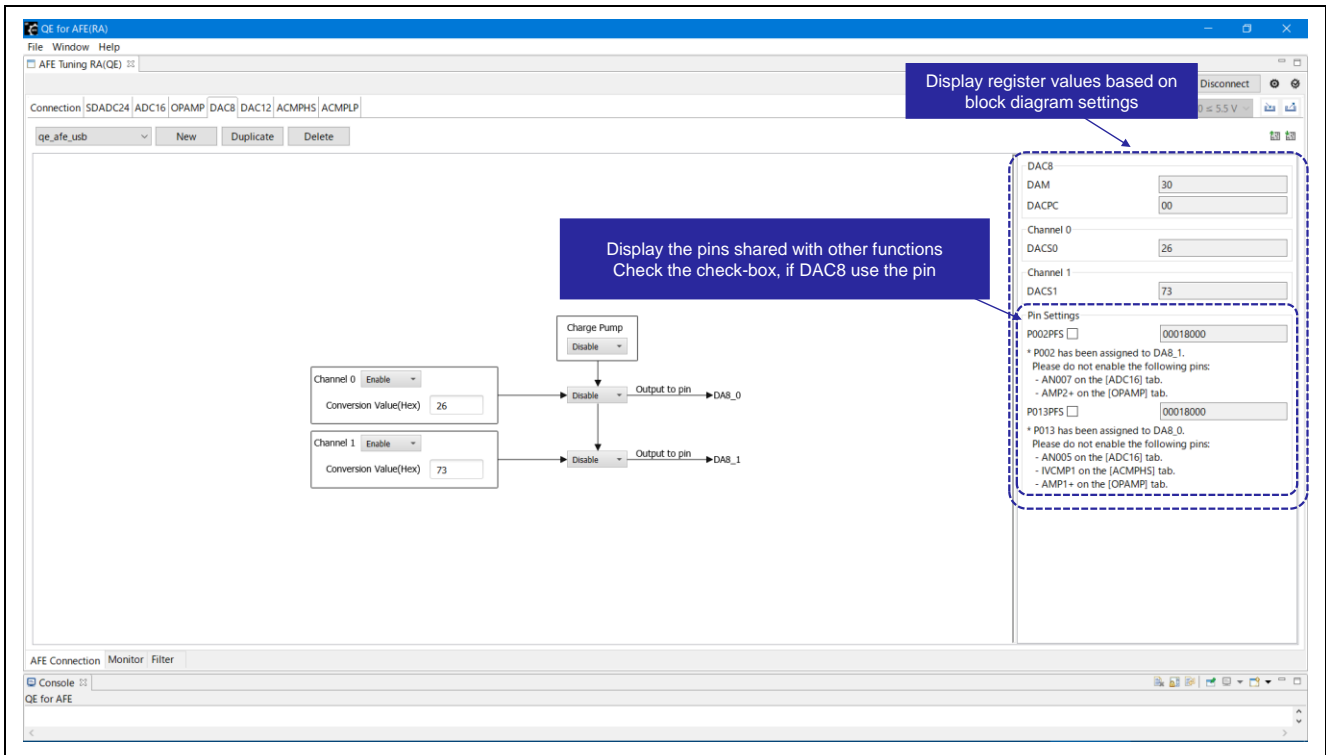 QE for AFE(RA)
File Window Help
AFE Tuning RA(QE)
Disconnect
Connection SDADC24 ADC16 OPAMP DAC8 DAC12 ACMPHS ACMPLP
0 ≤ 5.5 V
qe_afe_usb New Duplicate Delete
Display register values based on
block diagram settings
Display the pins shared with other functions
Check the check-box, if DAC8 use the pin
Charge Pump
Disable
Channel 0 Enable
Conversion Value(Hex) 26
Disable Output to pin DA8_0
Channel 1 Enable
Conversion Value(Hex) 73
Disable Output to pin DA8_1
DAC8
DAM 30
DACPC 00
Channel 0
DACS0 26
Channel 1
DACS1 73
Pin Settings
P002PFS 00018000
* P002 has been assigned to DA8_1.
Please do not enable the following pins:
- AN007 on the [ADC16] tab.
- AMP2+ on the [OPAMP] tab.
P013PFS 00018000
* P013 has been assigned to DA8_0.
Please do not enable the following pins:
- AN005 on the [ADC16] tab.
- IVCMP1 on the [ACMPHS] tab.
- AMP1+ on the [OPAMP] tab.
AFE Connection Monitor Filter
Console
QE for AFE